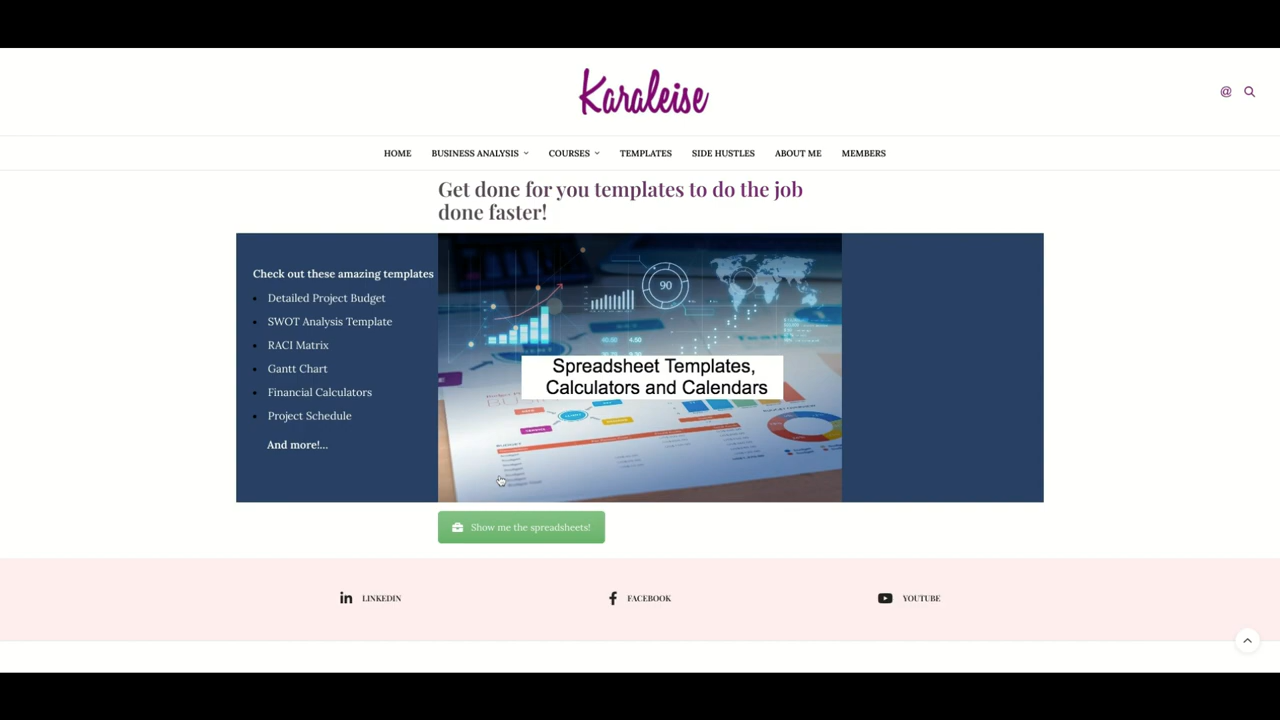 Karaleise
@
HOME BUSINESS ANALYSIS COURSES TEMPLATES SIDE HUSTLES ABOUT ME MEMBERS
Get done for you templates to do the job
done faster!
Check out these amazing templates
Detailed Project Budget
SWOT Analysis Template
RACI Matrix
Gantt Chart
Financial Calculators
Project Schedule
And more!...
90
Spreadsheet Templates,
Calculators and Calendars
Show me the spreadsheets!
LINKEDIN FACEBOOK YOUTUBE